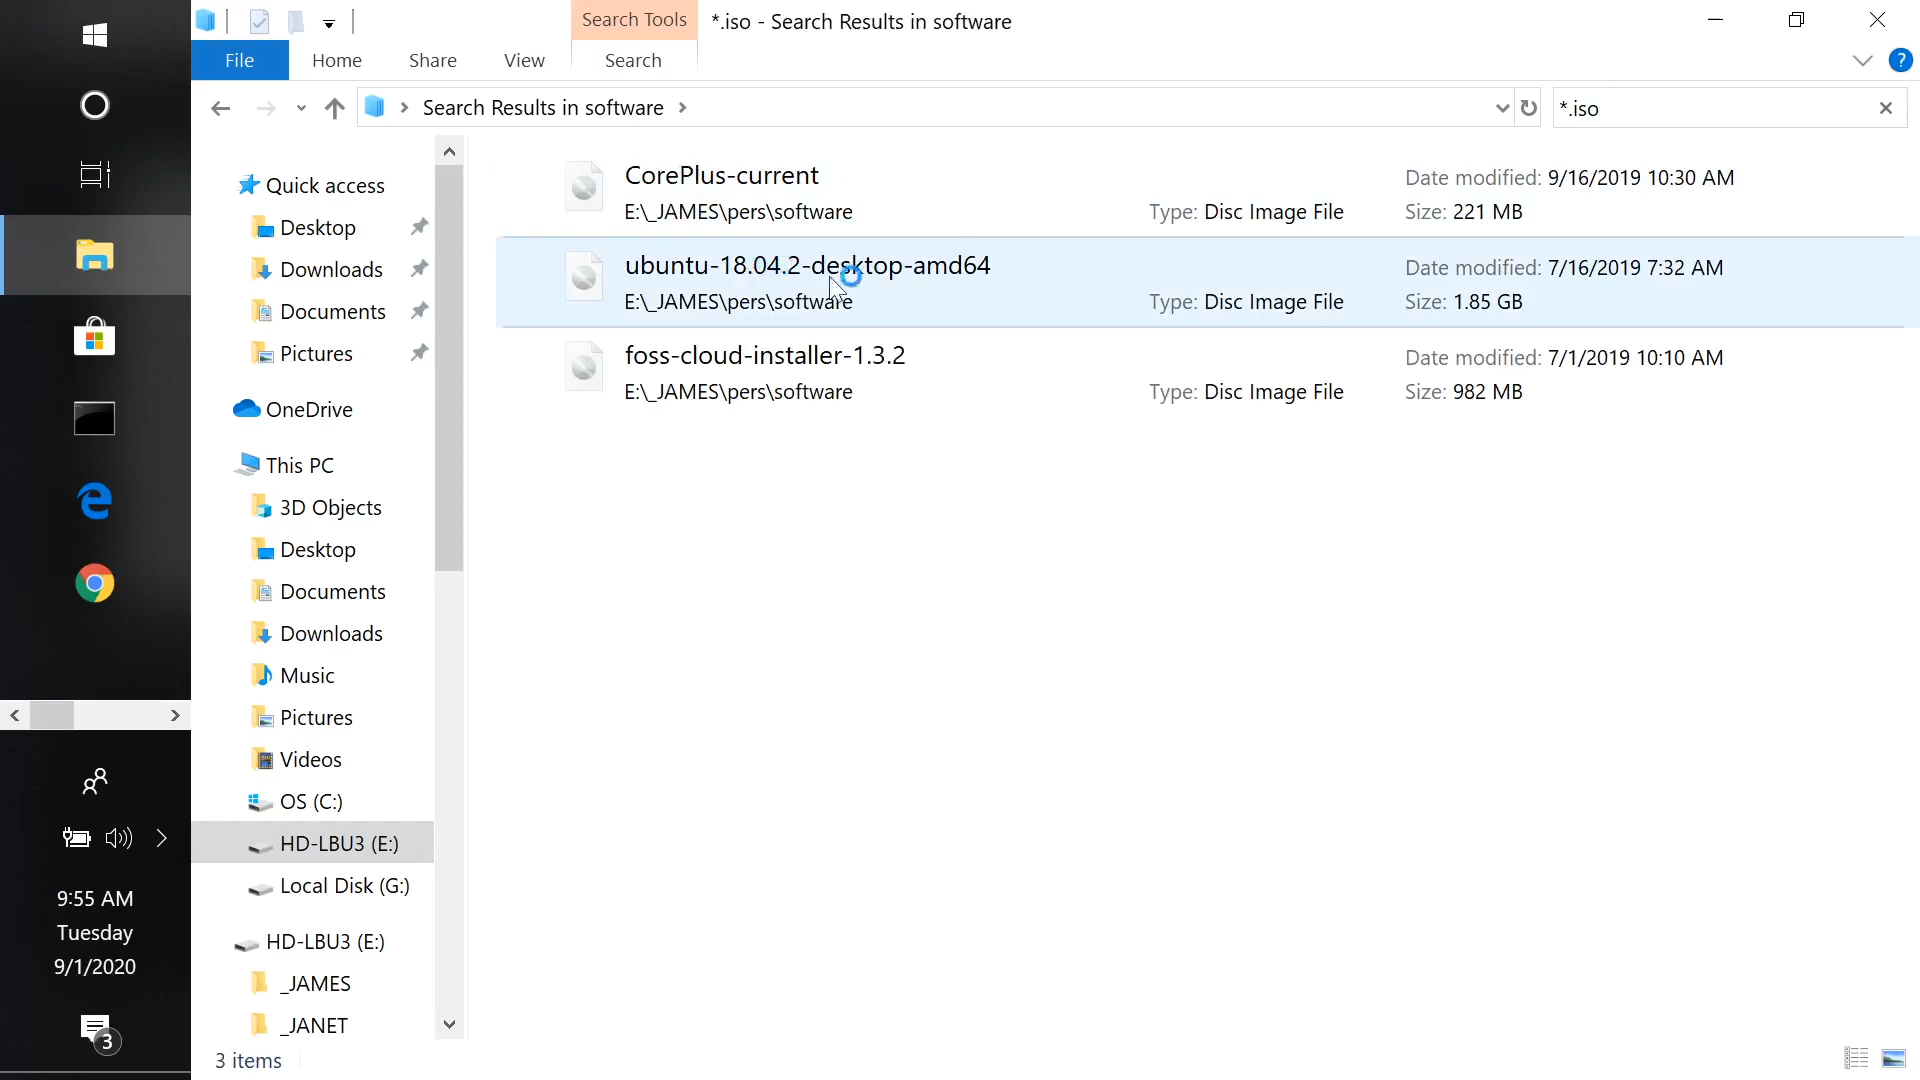 Search Tools
*.iso - Search Results in software
File
Home
Share
View
Search
?
Search Results in software
*.iso
Quick access
Desktop
Downloads
Documents
Pictures
OneDrive
This PC
3D Objects
Desktop
Documents
Downloads
Music
Pictures
Videos
OS (C:)
HD-LBU3 (E:)
Local Disk (G:)
HD-LBU3 (E:)
_JAMES
_JANET
CorePlus-current
E:\_JAMES\pers\software
Type: Disc Image File
Date modified: 9/16/2019 10:30 AM
Size: 221 MB
ubuntu-18.04.2-desktop-amd64
E:\_JAMES\pers\software
Type: Disc Image File
Date modified: 7/16/2019 7:32 AM
Size: 1.85 GB
foss-cloud-installer-1.3.2
E:\_JAMES\pers\software
Type: Disc Image File
Date modified: 7/1/2019 10:10 AM
Size: 982 MB
9:55 AM
Tuesday
9/1/2020
3
3 items